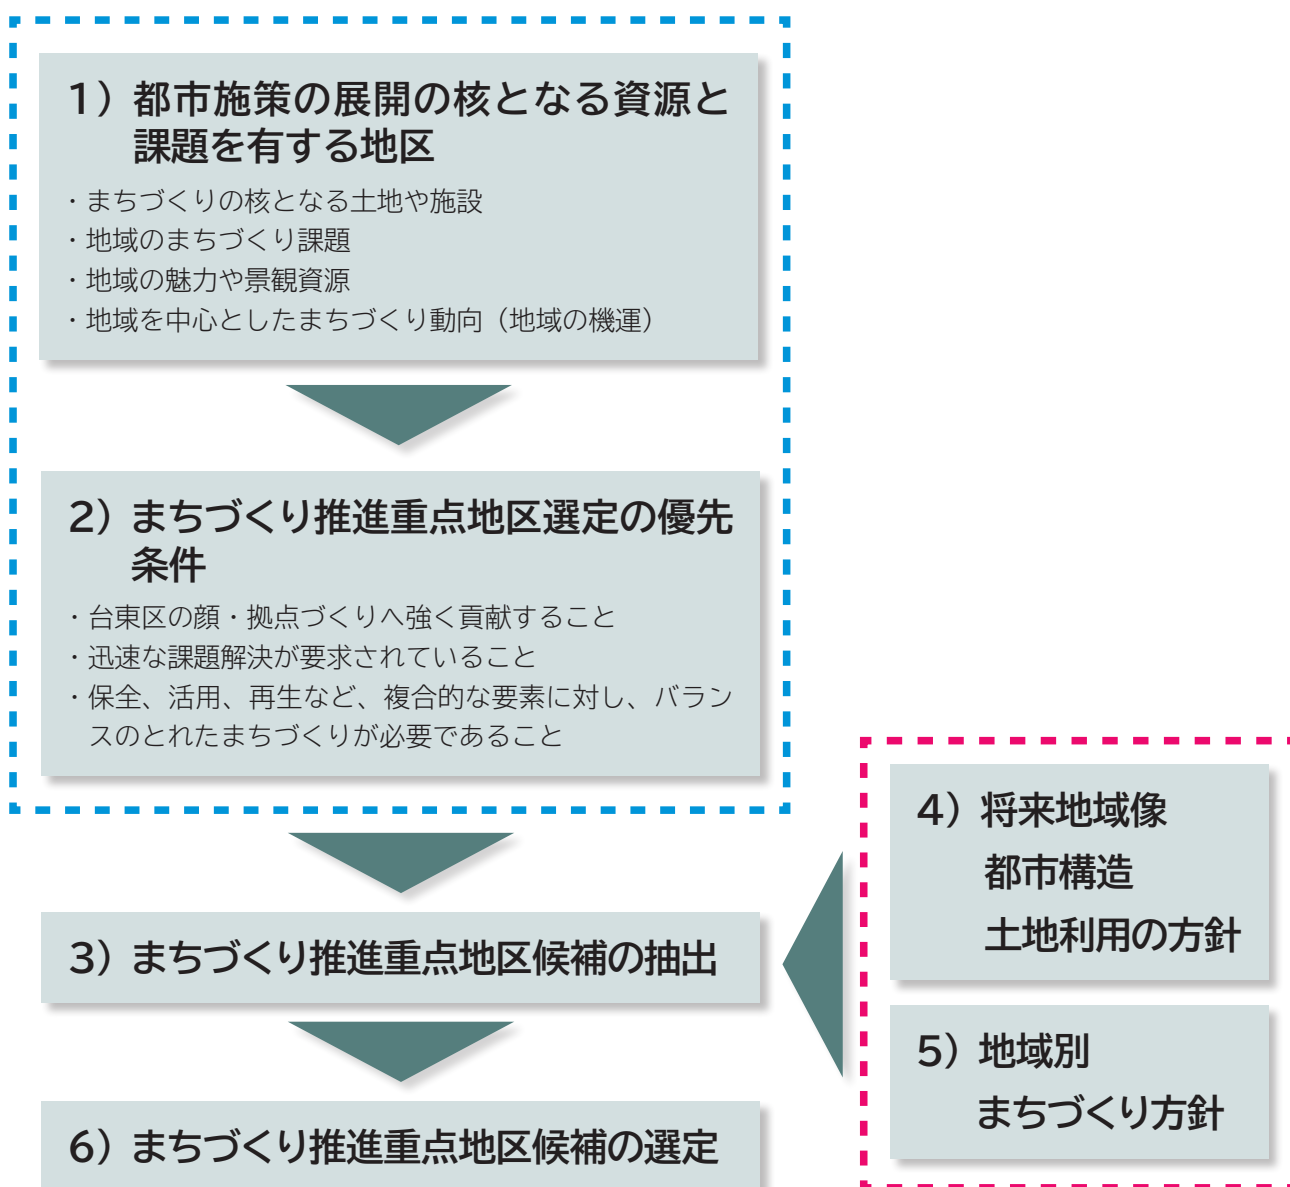 1）都市施策の展開の核となる資源と
課題を有する地区
・まちづくりの核となる土地や施設
・地域のまちづくり課題
・地域の魅力や景観資源
・地域を中心としたまちづくり動向（地域の機運）
2）まちづくり推進重点地区選定の優先
条件
・台東区の顔・拠点づくりへ強く貢献すること
・迅速な課題解決が要求されていること
・保全、活用、再生など、複合的な要素に対し、バラン
スのとれたまちづくりが必要であること
3）まちづくり推進重点地区候補の抽出
4）将来地域像
都市構造
土地利用の方針
5）地域別
まちづくり方針
6）まちづくり推進重点地区候補の選定